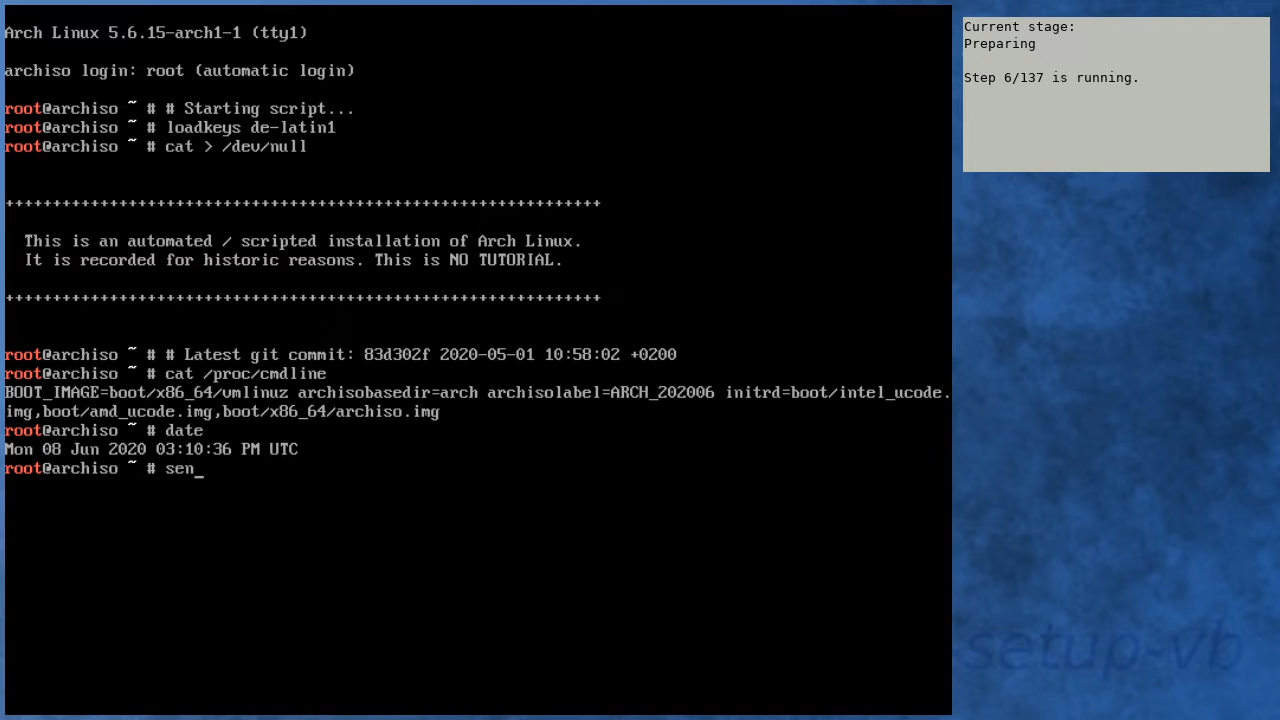 Arch Linux 5.6.15-arch1-1 (tty1)
archiso login: root (automatic login)
root@archiso ~ # # Starting script...
root@archiso ~ # loadkeys de-latin1
root@archiso ~ # cat > /dev/null
++++++++++++++++++++++++++++++++++++++++++++++++++++++++++++++++
This is an automated / scripted installation of Arch Linux.
It is recorded for historic reasons. This is NO TUTORIAL.
++++++++++++++++++++++++++++++++++++++++++++++++++++++++++++++++
root@archiso ~ # # Latest git commit: 83d302f 2020-05-01 10:58:02 +0200
root@archiso ~ # cat /proc/cmdline
BOOT_IMAGE=boot/x86_64/vmlinuz archisobasedir=arch archisolabel=ARCH_202006 initrd=boot/intel_ucode.
img,boot/amd_ucode.img,boot/x86_64/archiso.img
root@archiso ~ # date
Mon 08 Jun 2020 03:10:36 PM UTC
root@archiso ~ # sen_
Current stage:
Preparing
Step 6/137 is running.
setup-vb